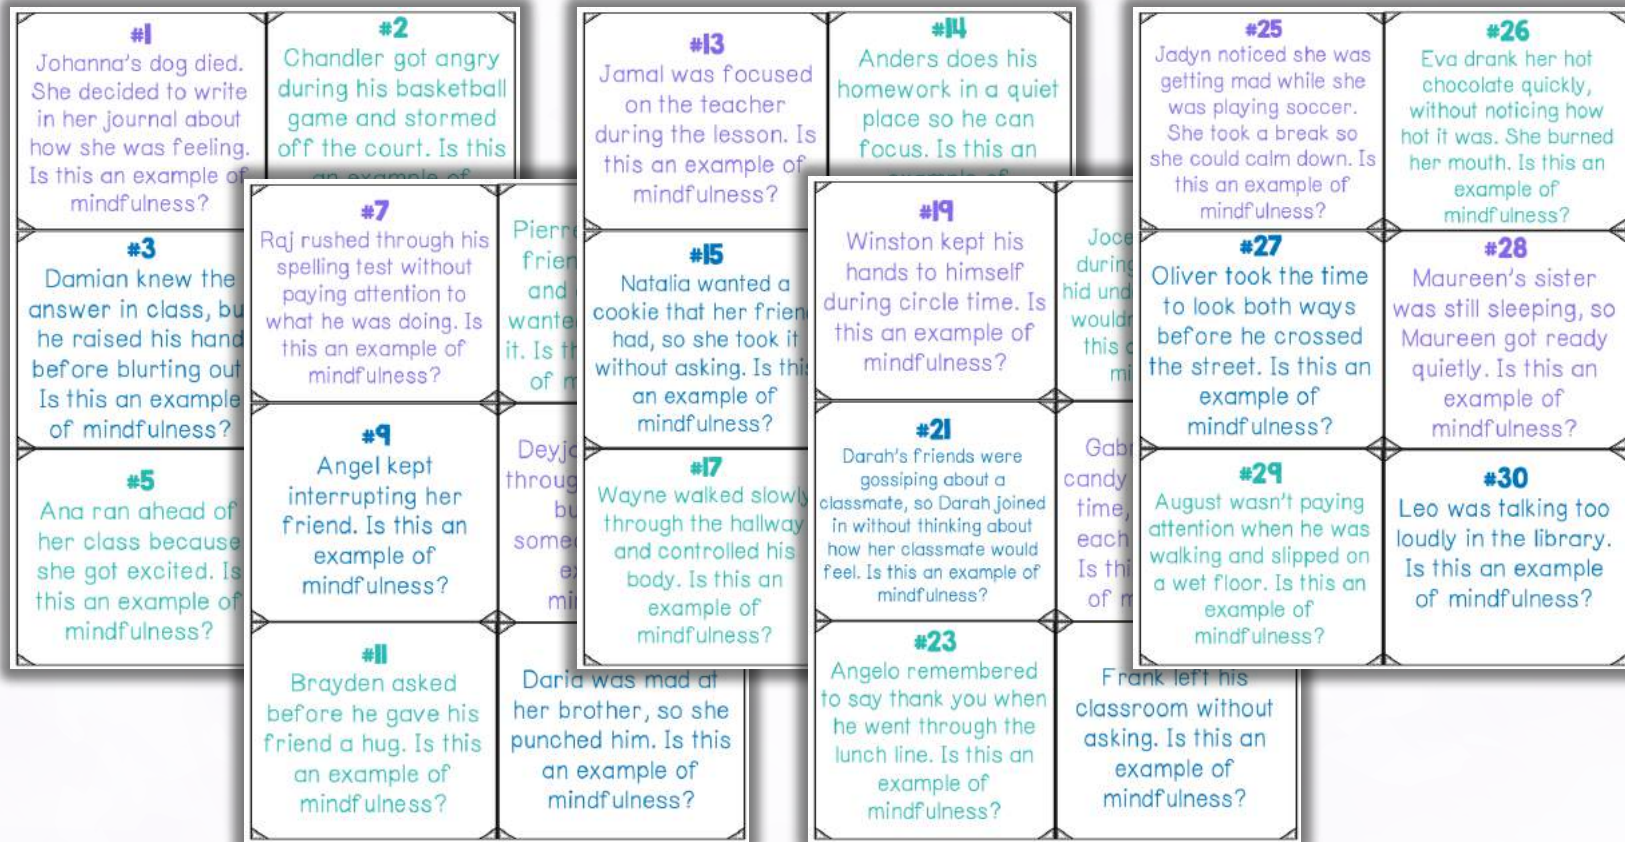 #1
Johanna's dog died.
She decided to write
in her journal about
how she was feeling.
Is this an example of
mindfulness?
#2
Chandler got angry
during his basketball
game and stormed
off the court. Is this
an example of
#3
Damian knew the
answer in class,
he raised his hand
before blurting out
Is this an example
of mindfulness?
#5
Ana ran ahead of
her class because
she got excited. Is
this an example of
mindfulness?
#7
Raj rushed through his
spelling test without
paying attention to
what he was doing. Is
this an example of
mindfulness?
and
it. Is
of
#9
Angel kept
interrupting her
friend. Is this an
example of
mindfulness?
#11
Brayden asked
before he gave his
friend a hug. Is this
an example of
mindfulness?
Daria was mad at
her brother, so she
punched him. Is this
an example of
mindfulness?
#13
Jamal was focused
on the teacher
during the lesson. Is
this an example of
mindfulness?
#14
Anders does his
homework in a quiet
place so he can
focus. Is this an
example of
#15
Natalia wanted a
cookie that her frien
had, so she took it
without asking. Is this
an example of
mindfulness?
#17
Wayne walked slowly
through the hallway
and controlled his
body. Is this an
example of
mindfulness?
#19
Winston kept his
hands to himself
during circle time. Is
this an example of
mindfulness?
during
this
#21
Darah's friends were
gossiping about a
classmate, so Darah joined
in without thinking about
how her classmate would
feel. Is this an example of
mindfulness?
candy
time,
each
Is
of
#23
Angelo remembered
to say thank you when
he went through the
lunch line. Is this an
example of
mindfulness?
Frank left his
classroom without
asking. Is this an
example of
mindfulness?
#25
Jadyn noticed she was
getting mad while she
was playing soccer.
She took a break so
she could calm down. Is
this an example of
mindfulness?
#26
Eva drank her hot
chocolate quickly,
without noticing how
hot it was. She burned
her mouth. Is this an
example of
mindfulness?
#27
Oliver took the time
to look both ways
before he crossed
the street. Is this an
example of
mindfulness?
#28
Maureen's sister
was still sleeping, so
Maureen got ready
quietly. Is this an
example of
mindfulness?
#29
August wasn't paying
attention when he was
walking and slipped on
a wet floor. Is this an
example of
mindfulness?
#30
Leo was talking too
loudly in the library.
Is this an example
of mindfulness?